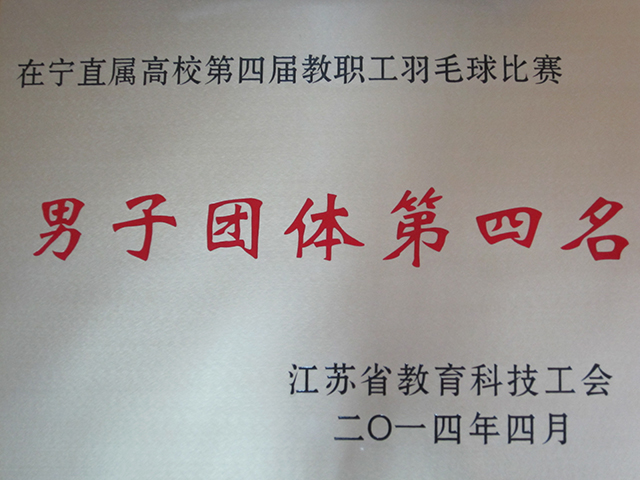 在宁直属高校第四届教职工羽毛球比赛
男子团体第四名
江苏省教育科技工会
二〇一四年四月